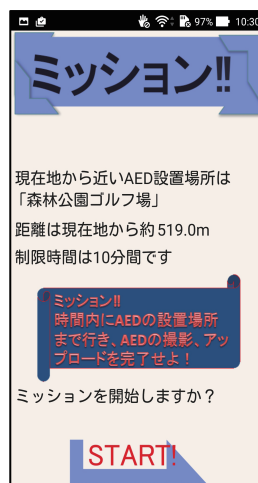 97% 10:30
ミッション!!
現在地から近いAED設置場所は
「森林公園ゴルフ場」
距離は現在地から約519.0m
制限時間は10分間です
ミッション!!
時間内にAEDの設置場所
まで行き、AEDの撮影、アッ
プロードを完了せよ！
ミッションを開始しますか？
START!